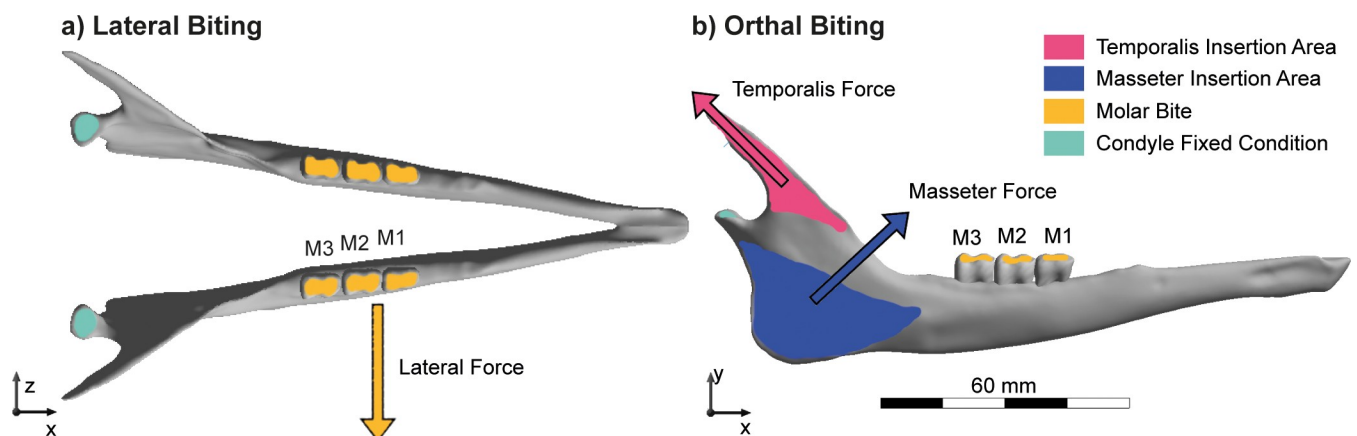 a) Lateral Biting
M3 M2 M1
Lateral Force
z
x
b) Orthal Biting
Temporalis Insertion Area
Masseter Insertion Area
Molar Bite
Condyle Fixed Condition
Temporalis Force
Masseter Force
M3 M2 M1
y
x
60 mm